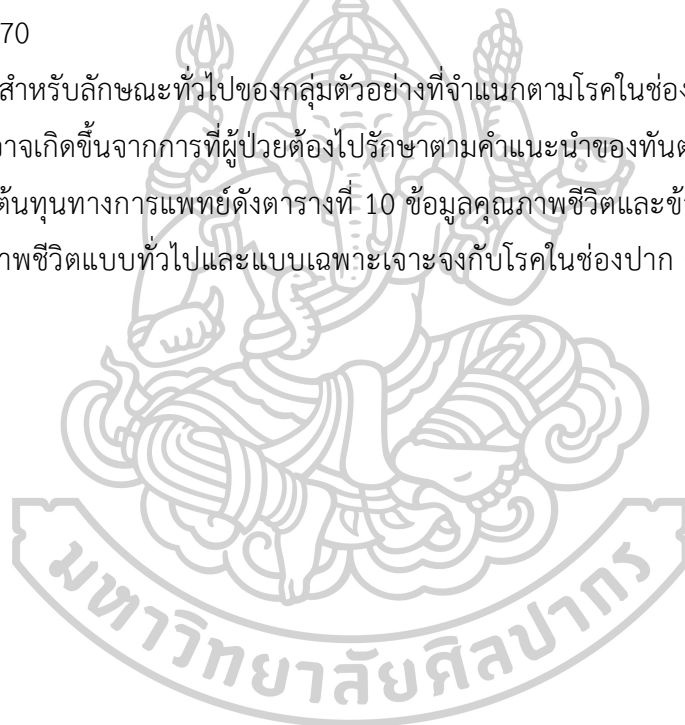 70
สำหรับลักษณะทั่วไปของกลุ่มตัวอย่างที่จำแนกตามโรคในช่อง
อาจเกิดขึ้นจากการที่ผู้ป่วยต้องไปรักษาตามคำแนะนำของทันต
ต้นทุนทางการแพทย์ดังตารางที่ 10 ข้อมูลคุณภาพชีวิตและข้
าพชีวิตแบบทั่วไปและแบบเฉพาะเจาะจงกับโรคในช่องปาก
มหาวิทยาลัยศิลปากร